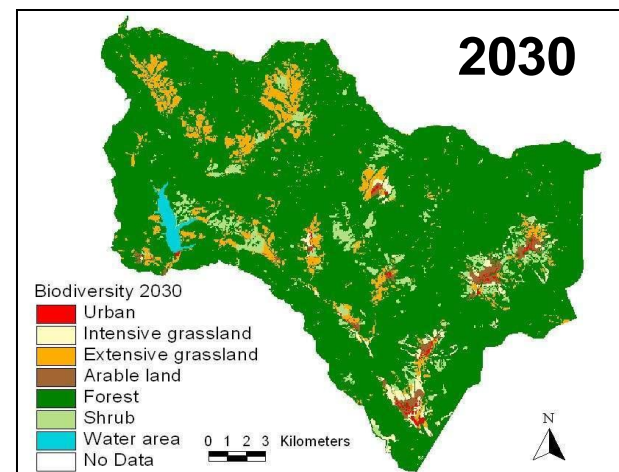 2030
Biodiversity 2030
Urban
Intensive grassland
Extensive grassland
Arable land
Forest
Shrub
Water area
No Data
0 1 2 3 Kilometers
N